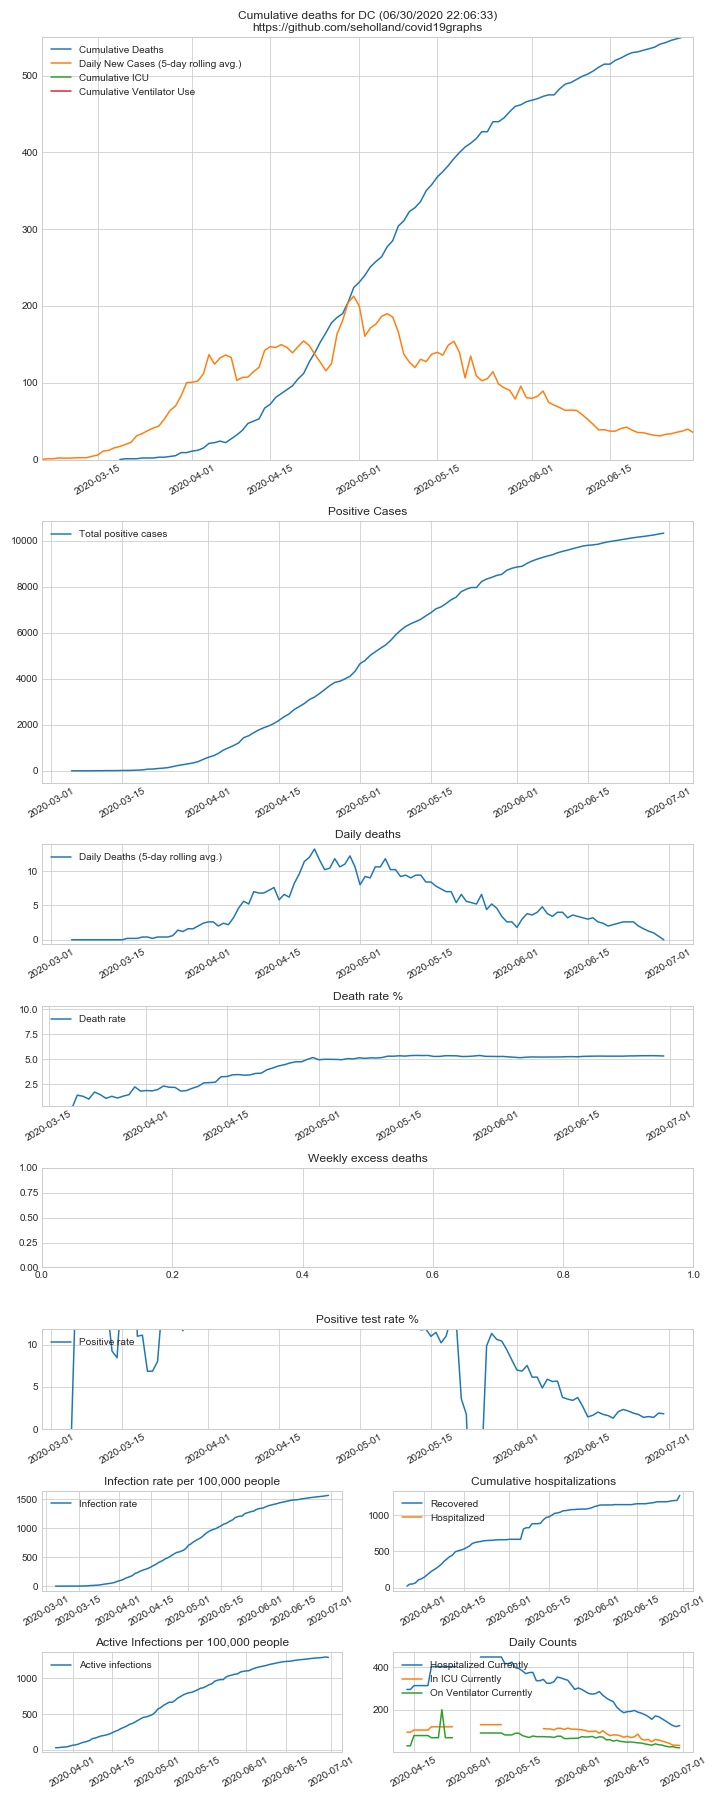 Cumulative deaths for DC (06/30/2020 22:06:33)
https://github.com/seholland/covid19graphs
Cumulative Deaths
Daily New Cases (5-day rolling avg.)
Cumulative ICU
Cumulative Ventilator Use
500
400
300
200
100
0
2020-03-15 2020-04-01 2020-04-15 2020-05-01 2020-05-15 2020-06-01 2020-06-15
Positive Cases
Total positive cases
10000
8000
6000
4000
2000
0
2020-03-01 2020-03-15 2020-04-01 2020-04-15 2020-05-01 2020-05-15 2020-06-01 2020-06-15 2020-07-01
Daily deaths
Daily Deaths (5-day rolling avg.)
10
5
0
2020-03-01 2020-03-15 2020-04-01 2020-04-15 2020-05-01 2020-05-15 2020-06-01 2020-06-15 2020-07-01
Death rate %
10.0
Death rate
7.5
5.0
2.5
2020-03-15 2020-04-01 2020-04-15 2020-05-01 2020-05-15 2020-06-01 2020-06-15 2020-07-01
Weekly excess deaths
1.00
0.75
0.50
0.25
0.00
0.0 0.2 0.4 0.6 0.8 1.0
Positive test rate %
Positive rate
10
5
0
2020-03-01 2020-03-15 2020-04-01 2020-04-15 2020-05-01 2020-05-15 2020-06-01 2020-06-15 2020-07-01
Infection rate per 100,000 people
Infection rate
1500
1000
500
0
2020-03-01 2020-03-15 2020-04-01 2020-04-15 2020-05-01 2020-05-15 2020-06-01 2020-06-15 2020-07-01
Cumulative hospitalizations
Recovered
Hospitalized
1000
500
0
2020-04-01 2020-04-15 2020-05-01 2020-05-15 2020-06-01 2020-06-15 2020-07-01
Active Infections per 100,000 people
Active infections
1000
500
0
2020-04-01 2020-04-15 2020-05-01 2020-05-15 2020-06-01 2020-06-15 2020-07-01
Daily Counts
Hospitalized Currently
In ICU Currently
On Ventilator Currently
400
200
2020-04-15 2020-05-01 2020-05-15 2020-06-01 2020-06-15 2020-07-01